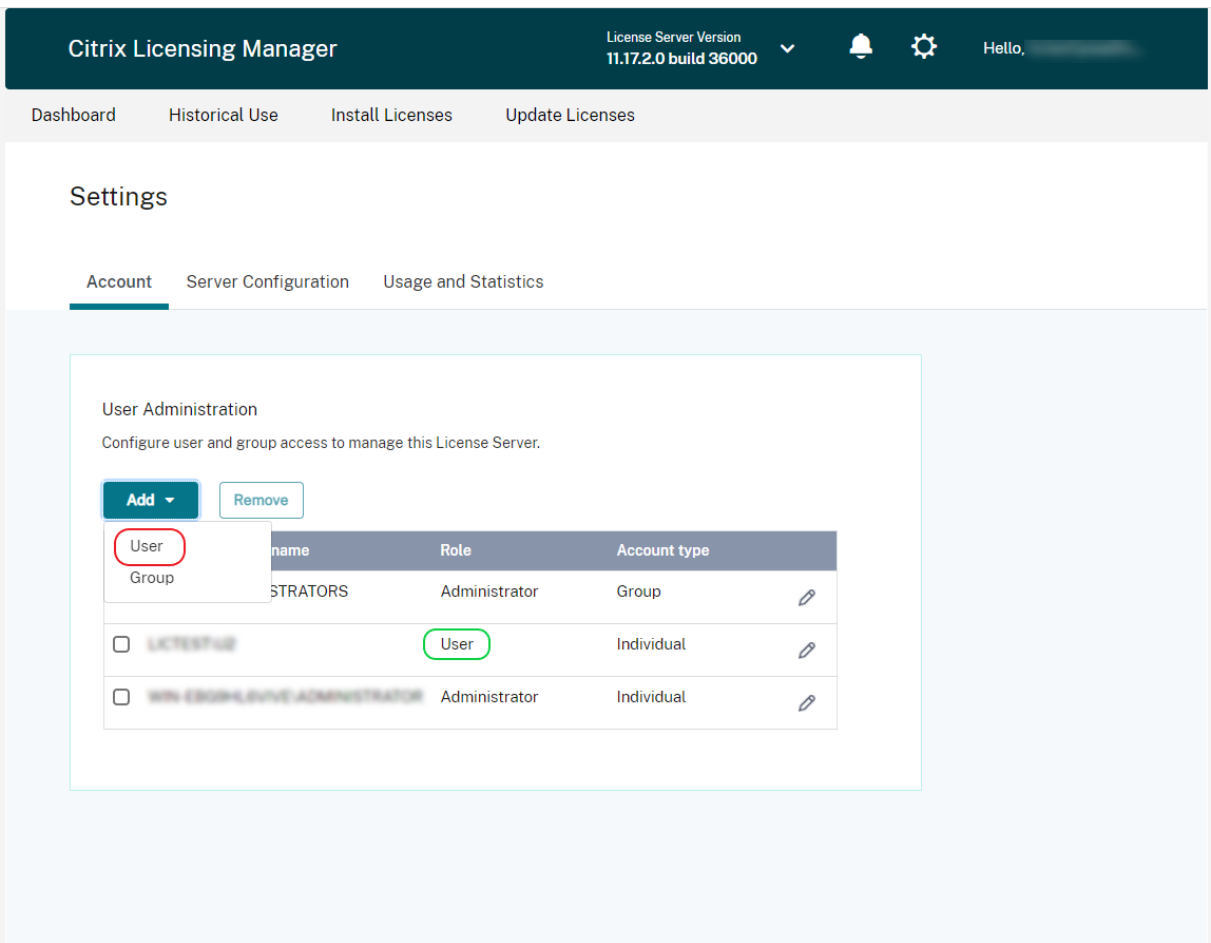 Citrix Licensing Manager
License Server Version
11.17.2.0 build 36000
Hello,
Dashboard Historical Use Install Licenses Update Licenses
Settings
Account Server Configuration Usage and Statistics
User Administration
Configure user and group access to manage this License Server.
Add Remove
User
Group
name Role Account type
STRATORS Administrator Group
User Individual
Administrator Individual